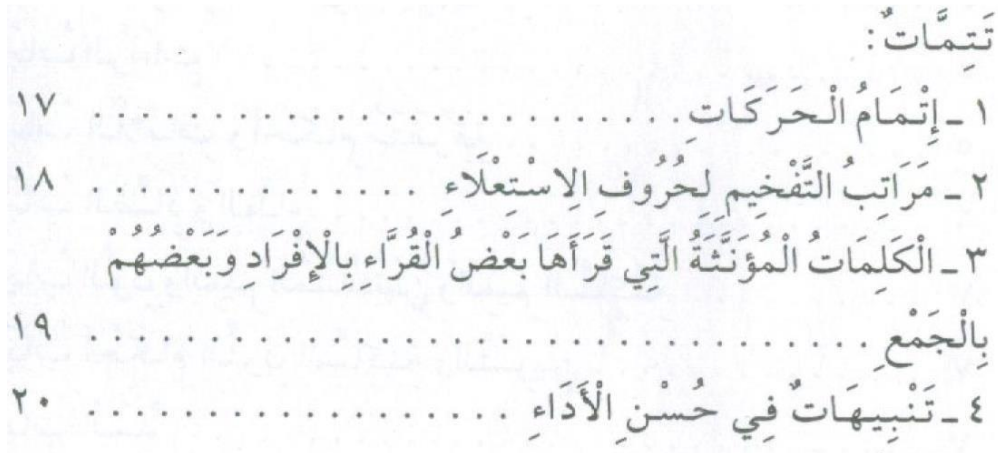 تَتِمَّاتٌ:
١ - إِتْمَامُ الْحَرَكَاتِ . . . . . . . . . . . . . . . . . . . . ١٧
٢ - مَرَاتِبُ التَّفْخِيمِ لِحُرُوفِ الِاسْتِعْلَاءِ . . . . . . . . . . . . . . ١٨
٣ - الْكَلِمَاتُ الْمُؤَنَّثَةُ الَّتِي قَرَأَهَا بَعْضُ الْقُرَّاءِ بِالْإِفْرَادِ وَبَعْضُهُمْ
بِالْجَمْعِ . . . . . . . . . . . . . . . . . . . . . . . . . . . . . ١٩
٤ - تَنْبِيهَاتٌ فِي حُسْنِ الْأَدَاءِ . . . . . . . . . . . . . . . . . . . ٢٠